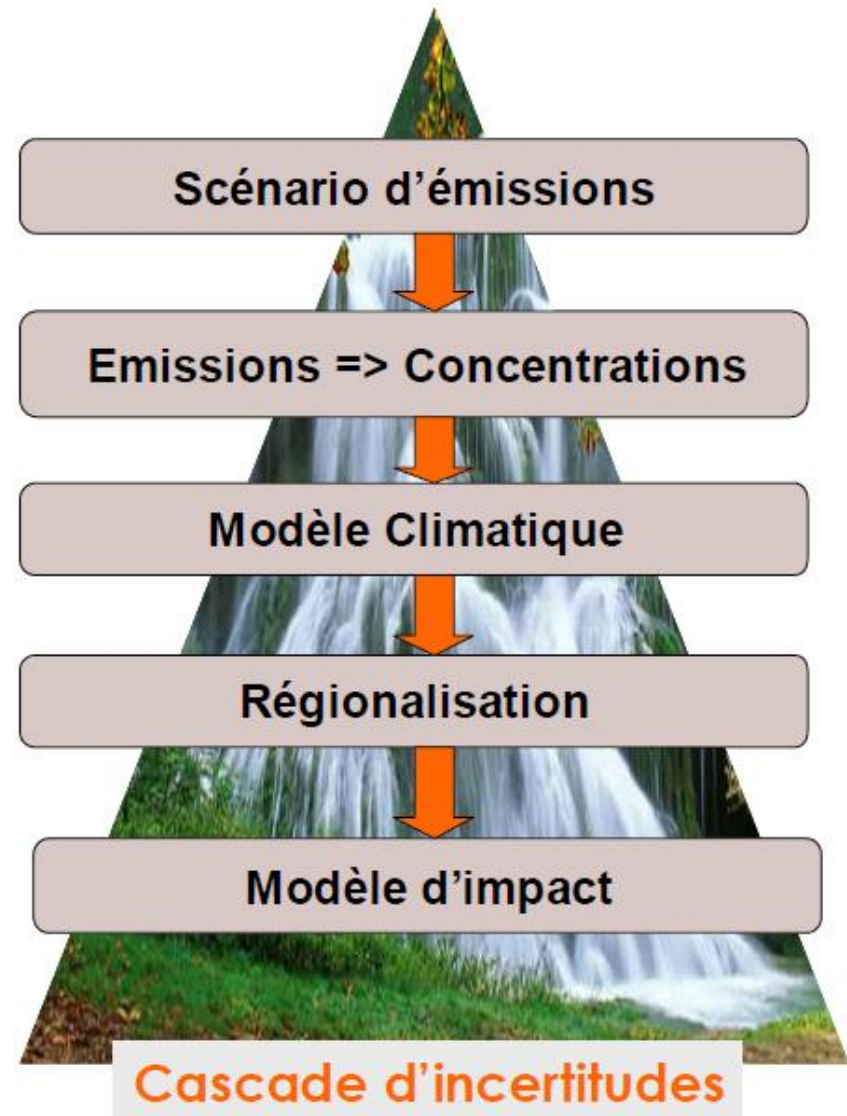 Scénario d'émissions
Emissions => Concentrations
Modèle Climatique
Régionalisation
Modèle d'impact
Cascade d'incertitudes